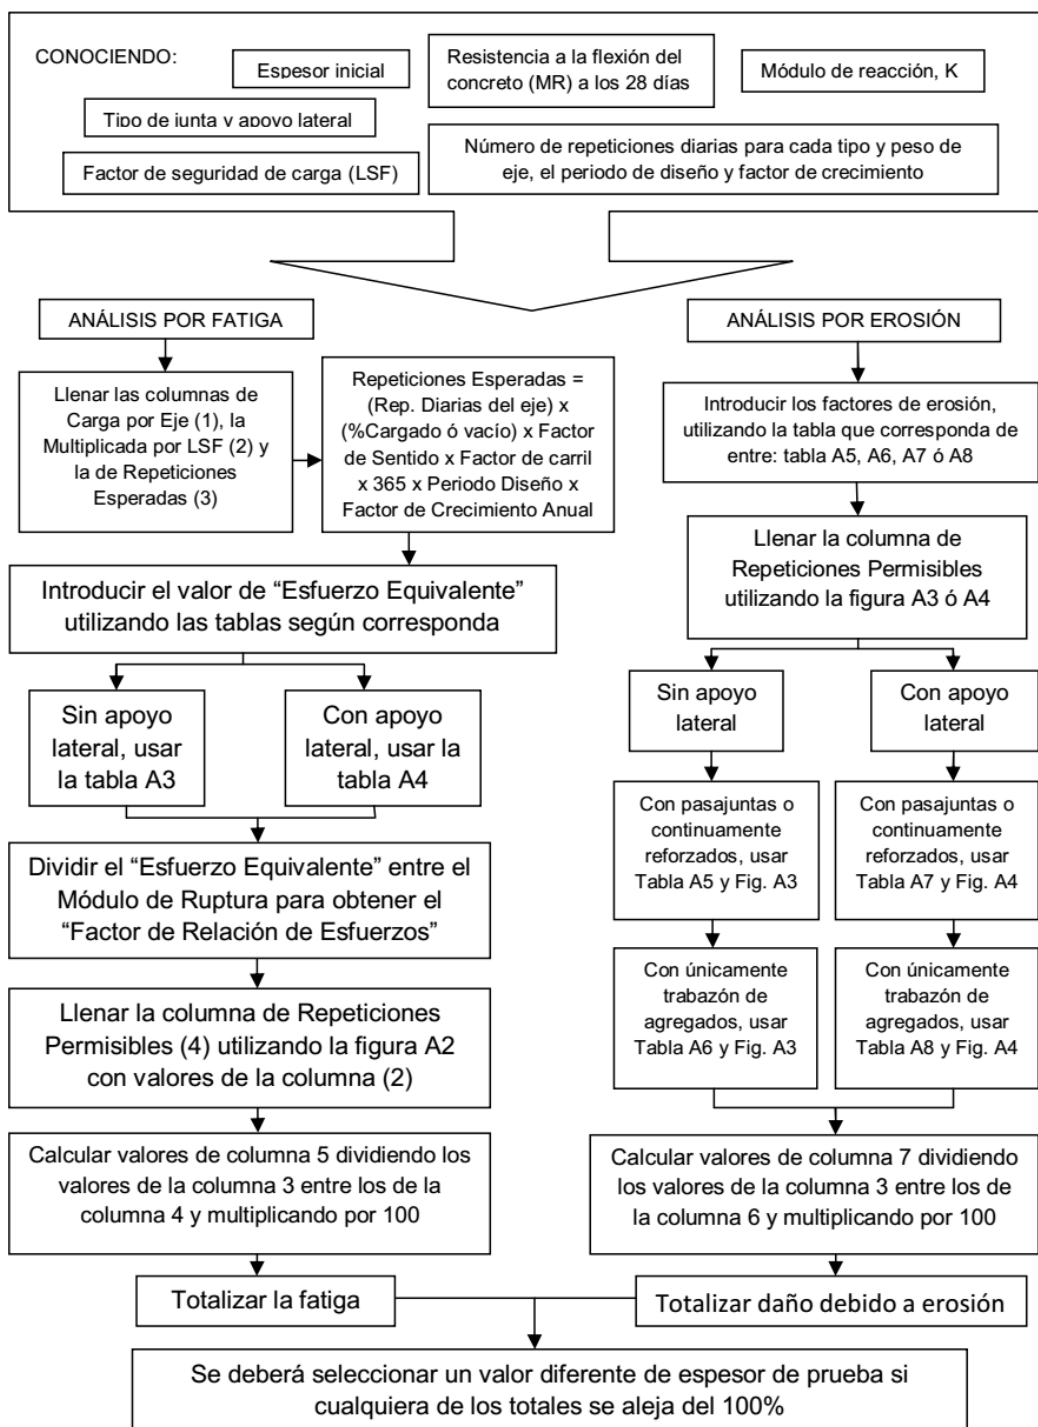 CONOCIENDO:
Espesor inicial
Resistencia a la flexión del
concreto (MR) a los 28 días
Módulo de reacción, K
Tipo de junta y apoyo lateral
Factor de seguridad de carga (LSF)
Número de repeticiones diarias para cada tipo y peso de
eje, el periodo de diseño y factor de crecimiento
ANÁLISIS POR FATIGA
Llenar las columnas de
Carga por Eje (1), la
Multiplicada por LSF (2) y
la de Repeticiones
Esperadas (3)
Repeticiones Esperadas =
(Rep. Diarias del eje) x
(%Cargado ó vacío) x Factor
de Sentido x Factor de carril
x 365 x Periodo Diseño x
Factor de Crecimiento Anual
Introducir el valor de “Esfuerzo Equivalente”
utilizando las tablas según corresponda
Sin apoyo
lateral, usar
la tabla A3
Con apoyo
lateral, usar la
tabla A4
Dividir el “Esfuerzo Equivalente” entre el
Módulo de Ruptura para obtener el
“Factor de Relación de Esfuerzos”
Llenar la columna de Repeticiones
Permisibles (4) utilizando la figura A2
con valores de la columna (2)
Calcular valores de columna 5 dividiendo los
valores de la columna 3 entre los de la
columna 4 y multiplicando por 100
Totalizar la fatiga
ANÁLISIS POR EROSIÓN
Introducir los factores de erosión,
utilizando la tabla que corresponda de
entre: tabla A5, A6, A7 ó A8
Llenar la columna de
Repeticiones Permisibles
utilizando la figura A3 ó A4
Sin apoyo
lateral
Con apoyo
lateral
Con pasajuntas o
continuamente
reforzados, usar
Tabla A5 y Fig. A3
Con pasajuntas o
continuamente
reforzados, usar
Tabla A7 y Fig. A4
Con únicamente
trabazón de
agregados, usar
Tabla A6 y Fig. A3
Con únicamente
trabazón de
agregados, usar
Tabla A8 y Fig. A4
Calcular valores de columna 7 dividiendo
los valores de la columna 3 entre los de
la columna 6 y multiplicando por 100
Totalizar daño debido a erosión
Se deberá seleccionar un valor diferente de espesor de prueba si
cualquiera de los totales se aleja del 100%